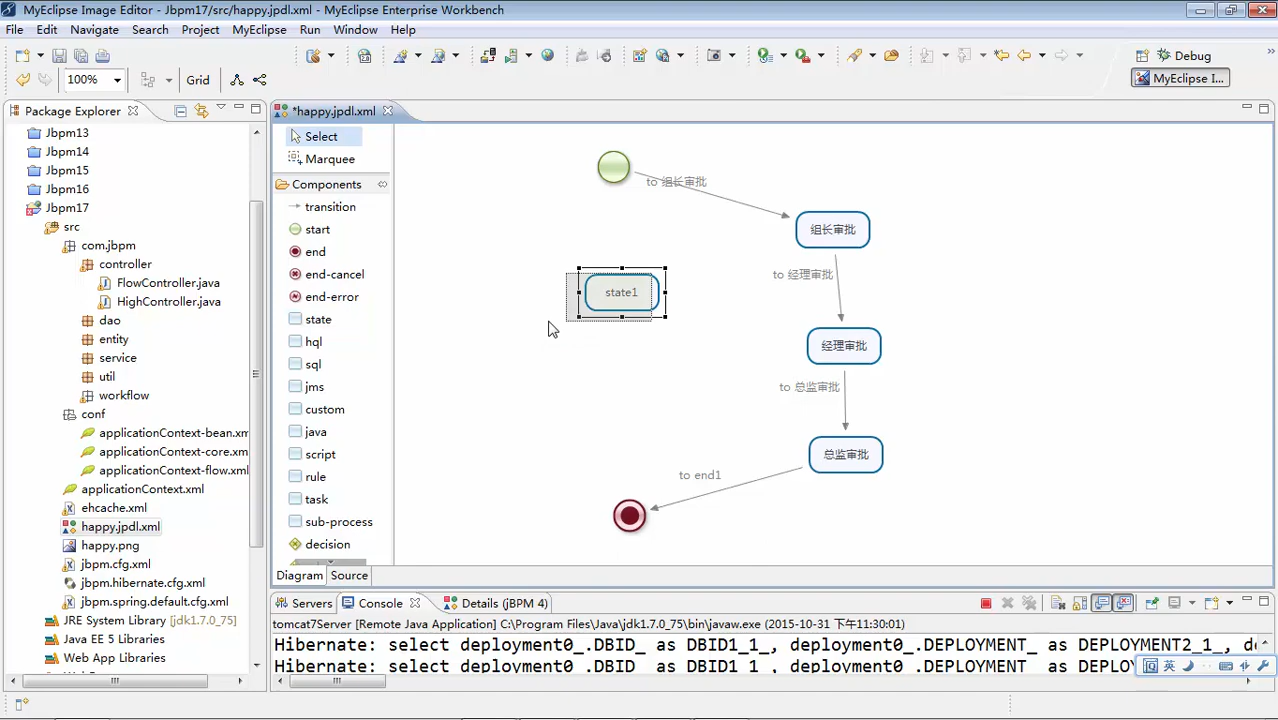 MyEclipse Image Editor - Jbpm17/src/happy.jpdl.xml - MyEclipse Enterprise Workbench
File Edit Navigate Search Project MyEclipse Run Window Help
Debug
100% Grid MyEclipse I...
Package Explorer
Jbpm13
Jbpm14
Jbpm15
Jbpm16
Jbpm17
src
com.jbpm
controller
FlowController.java
HighController.java
dao
entity
service
util
workflow
conf
applicationContext-bean.xm
applicationContext-core.xml
applicationContext-flow.xml
applicationContext.xml
ehcache.xml
happy.jpdl.xml
happy.png
jbpm.cfg.xml
jbpm.hibernate.cfg.xml
jbpm.spring.default.cfg.xml
JRE System Library [jdk1.7.0_75]
Java EE 5 Libraries
Web App Libraries
*happy.jpdl.xml
Select
Marquee
Components
transition
start
end
end-cancel
end-error
state
hql
sql
jms
custom
java
script
rule
task
sub-process
decision
to 组长审批
组长审批
to 经理审批
state1
经理审批
to 总监审批
总监审批
to end1
Diagram Source
Servers Console Details (jBPM 4)
tomcat7Server [Remote Java Application] C:\Program Files\Java\jdk1.7.0_75\bin\javaw.exe (2015-10-31 下午11:30:01)
Hibernate: select deployment0_.DBID_ as DBID1_1_, deployment0_.DEPLOYMENT_ as DEPLOYMENT2_1_, de
Hibernate: select deployment0_.DBID_ as DBID1_1_, deployment0_.DEPLOYMENT_ as DEPLO
英